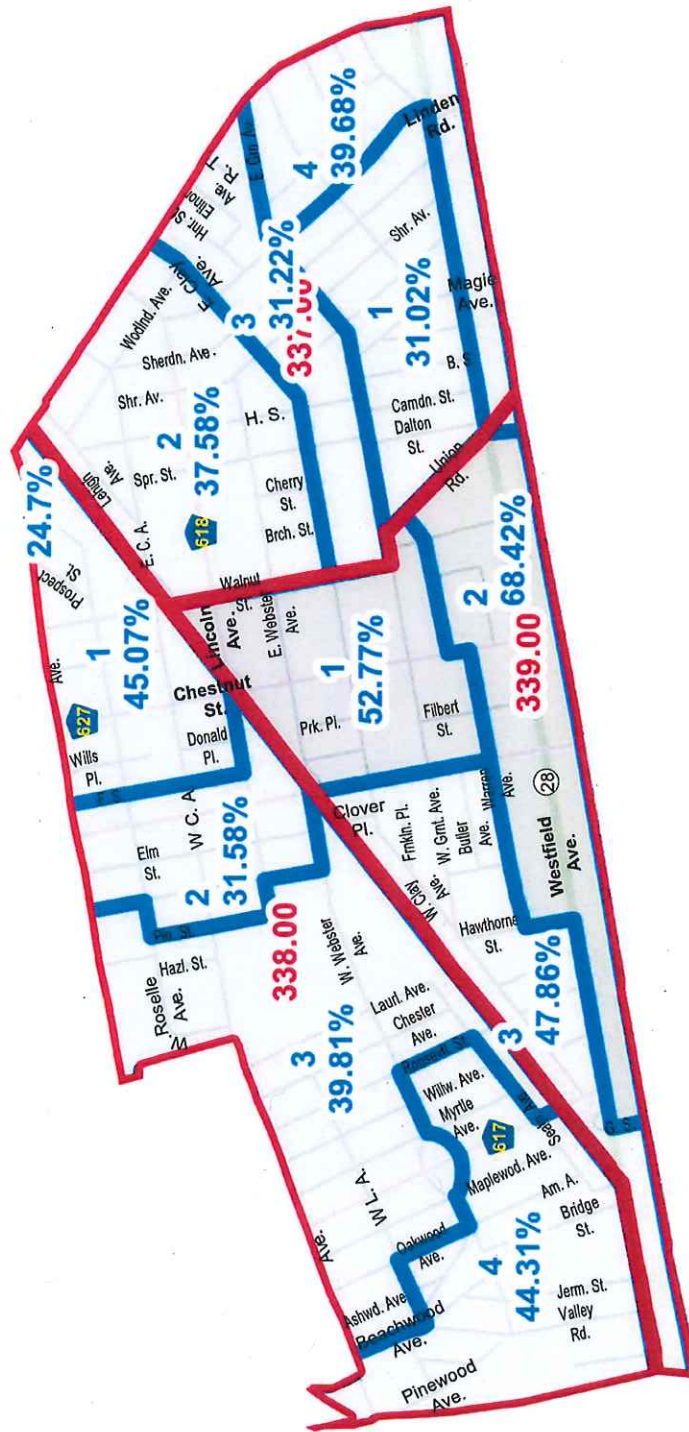 24.7%
Prospect
St.
Ave.
627
Wills
Pl.
1
45.07%
Lehigh
Ave.
E. C. A.
Chestnut
St.
Donald
Pl.
Elm
St.
W C. A.
2
31.58%
Hazl. St.
W. Roselle
Ave.
338.00
W. Webster
Ave.
3
39.81%
Ave.
W L. A.
Laurl. Ave.
Chester
Ave.
Roosevlt. St.
Willw. Ave.
Myrtle
Ave.
617
Maplewod. Ave.
Oakwood
Ave.
Ashwd. Ave.
Beachwood
Ave.
Pinewood
Ave.
4
44.31%
Am. A.
Bridge
St.
Jerm. St.
Valley
Rd.
Shr. Av.
Spr. St.
2
37.58%
618
Sherdn. Ave.
Wodlnd. Ave.
E Clay
Ave.
Hnr. St.
Elinor
Ave.
R. T.
H. S.
Cherry
St.
Brch. St.
Walnut
St.
Lincoln
Ave.
E. Webster
Ave.
3
31.22%
4
39.68%
Linden
Rd.
Shr. Av.
1
31.02%
Magie
Ave.
B. S
Camdn. St.
Dalton
St.
Union
Rd.
1
52.77%
Prk. Pl.
Filbert
St.
2
68.42%
339.00
Westfield
Ave.
28
Clover
Pl.
Frnkln. Pl.
W. Grnt. Ave.
Butler
Ave.
Warren
Ave.
W. Clay
Ave.
Hawthorne
St.
3
47.86%
G. S.